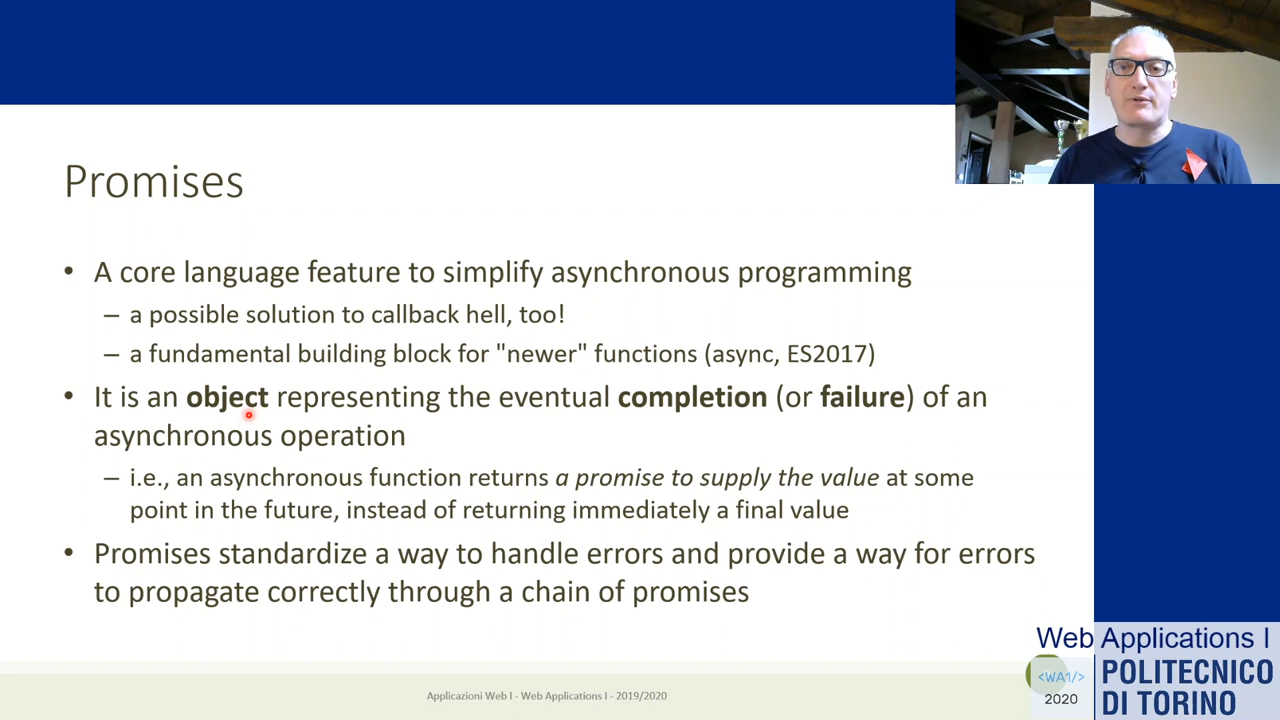 Promises
• A core language feature to simplify asynchronous programming
– a possible solution to callback hell, too!
– a fundamental building block for "newer" functions (async, ES2017)
• It is an object representing the eventual completion (or failure) of an
asynchronous operation
– i.e., an asynchronous function returns a promise to supply the value at some
point in the future, instead of returning immediately a final value
• Promises standardize a way to handle errors and provide a way for errors
to propagate correctly through a chain of promises
Applicazioni Web I - Web Applications I - 2019/2020
Web Applications I
<WA1/>
2020
POLITECNICO
DI TORINO